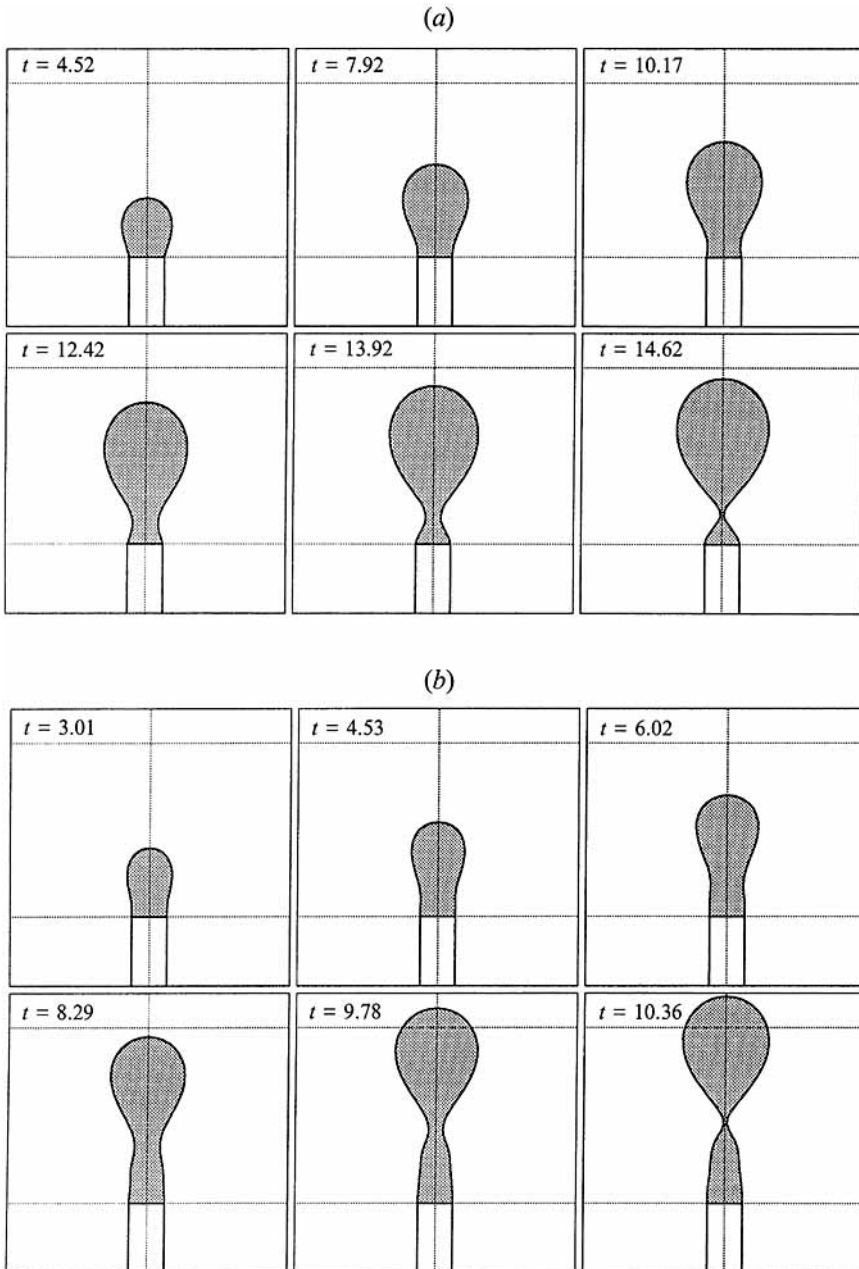 (a)
t = 4.52
t = 7.92
t = 10.17
t = 12.42
t = 13.92
t = 14.62
(b)
t = 3.01
t = 4.53
t = 6.02
t = 8.29
t = 9.78
t = 10.36